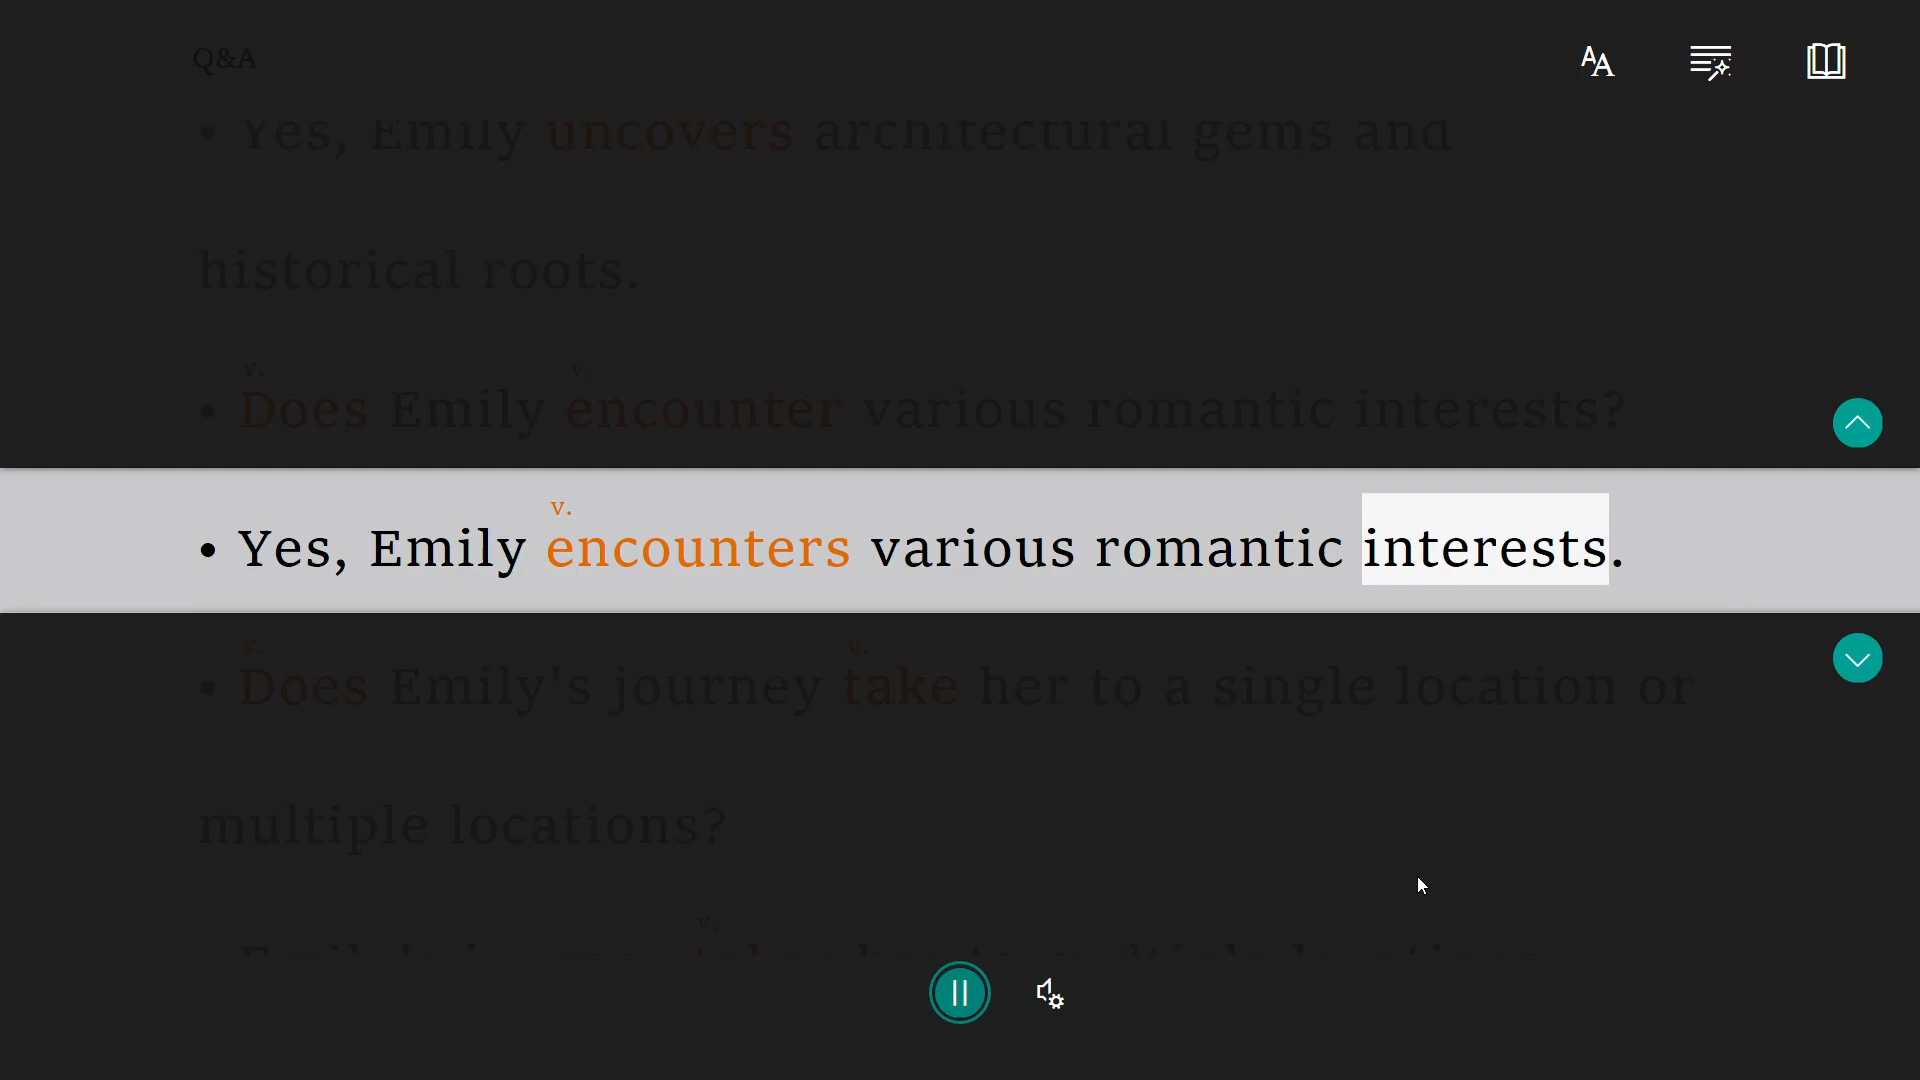 Q&A
• Yes, Emily uncovers architectural gems and
historical roots.
v. v.
• Does Emily encounter various romantic interests?
v.
• Yes, Emily encounters various romantic interests.
v. v.
• Does Emily's journey take her to a single location or
multiple locations?
v.